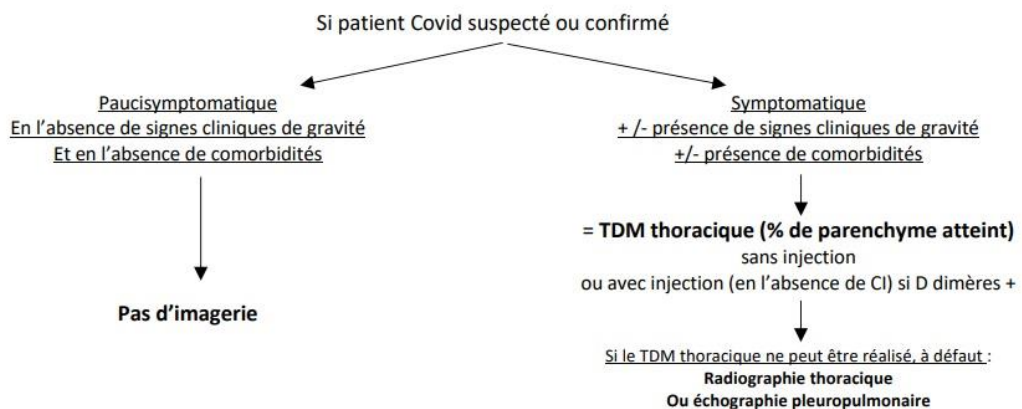 Si patient Covid suspecté ou confirmé
Paucisymptomatique
En l'absence de signes cliniques de gravité
Et en l'absence de comorbidités
Pas d'imagerie
Symptomatique
+ /- présence de signes cliniques de gravité
+/- présence de comorbidités
= TDM thoracique (% de parenchyme atteint)
sans injection
ou avec injection (en l'absence de CI) si D dimères +
Si le TDM thoracique ne peut être réalisé, à défaut :
Radiographie thoracique
Ou échographie pleuropulmonaire